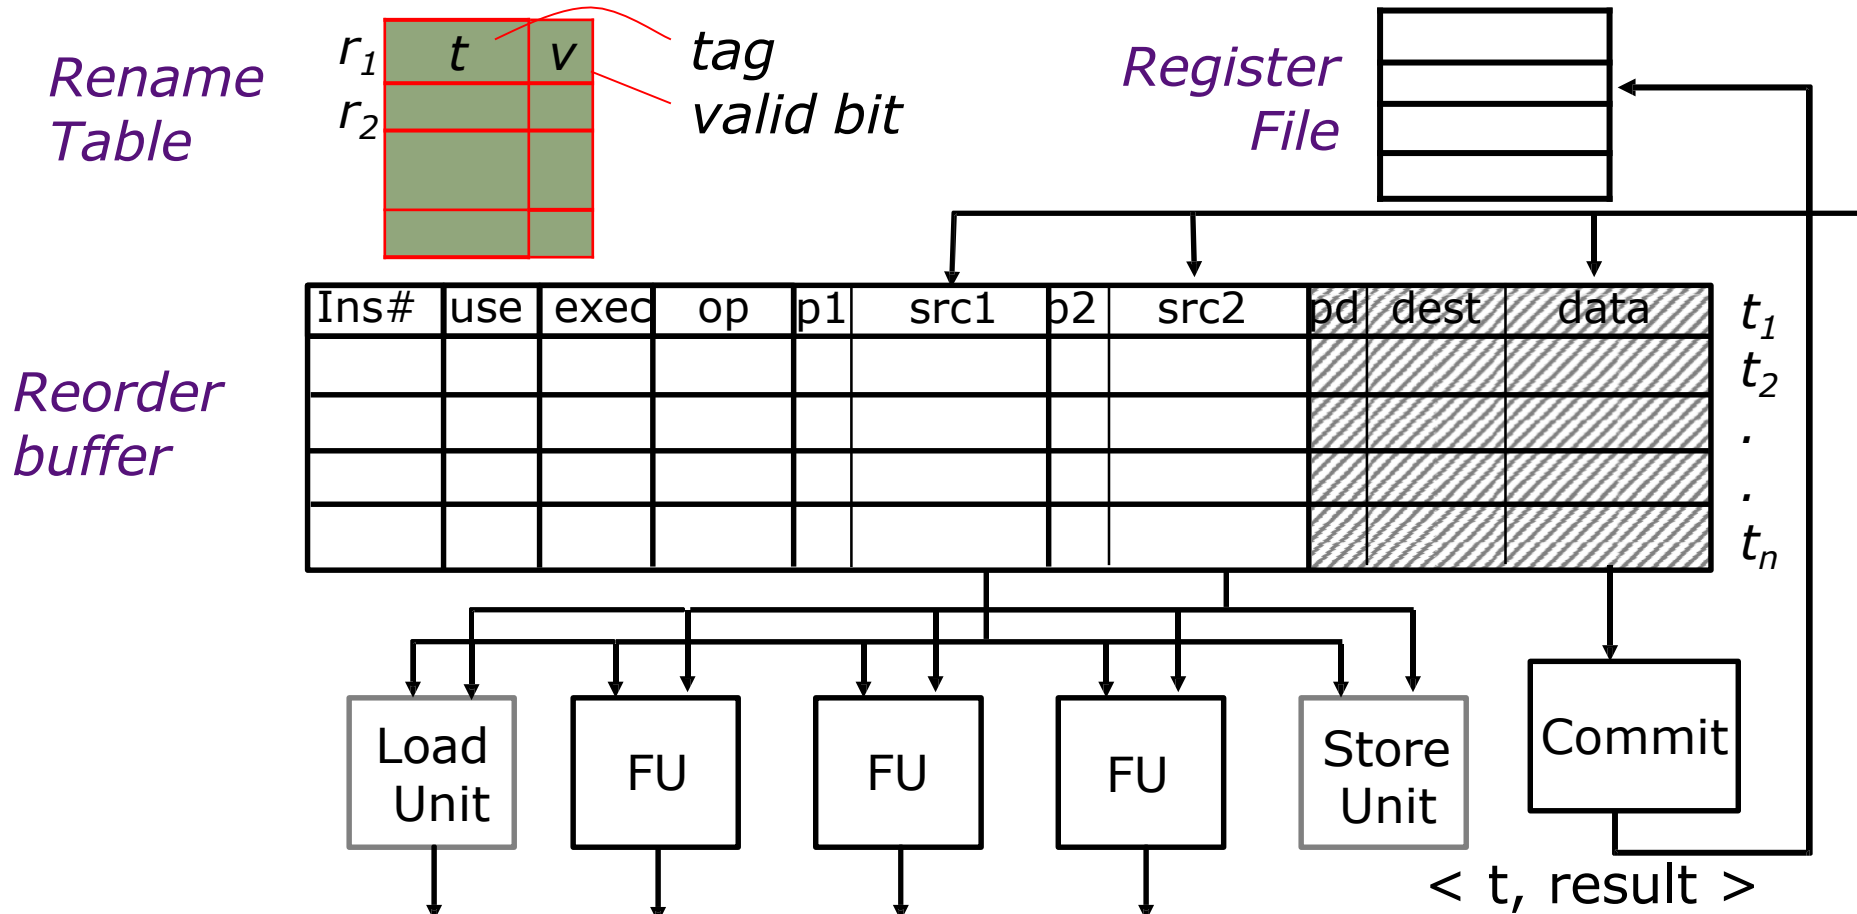 Rename
Table
r1 t v
r2
tag
valid bit
Register
File
Reorder
buffer
Ins# use exec op p1 src1 p2 src2 pd dest data
t1
t2
.
.
tn
Load
Unit
FU
FU
FU
Store
Unit
Commit
< t, result >